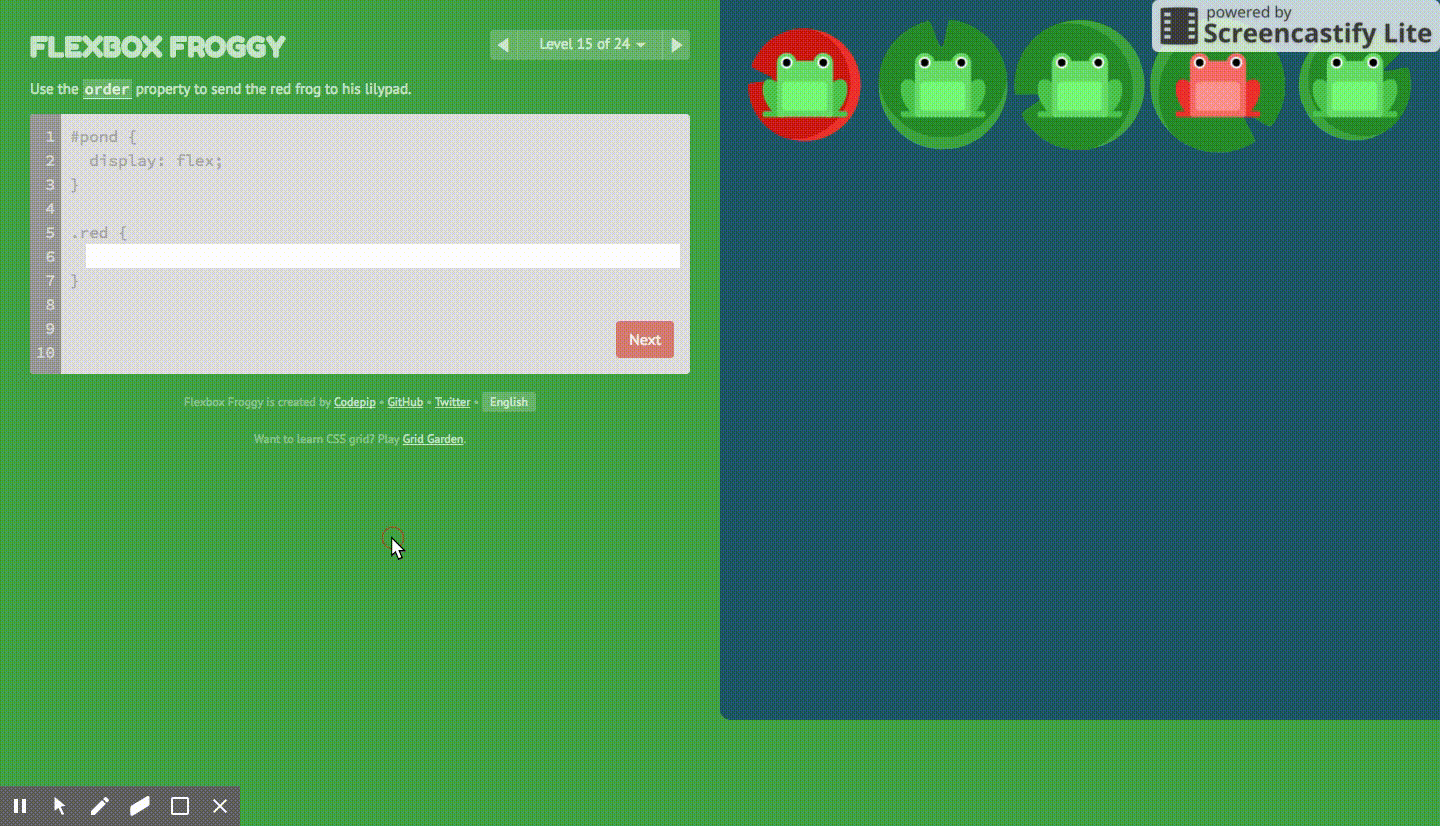 FLEXBOX FROGGY
Level 15 of 24
Use the order property to send the red frog to his lilypad.
1 #pond {
2 display: flex;
3 }
4
5 .red {
6
7 }
8
9
10
Next
Flexbox Froggy is created by Codepip • GitHub • Twitter • English
Want to learn CSS grid? Play Grid Garden.
powered by
Screencastify Lite